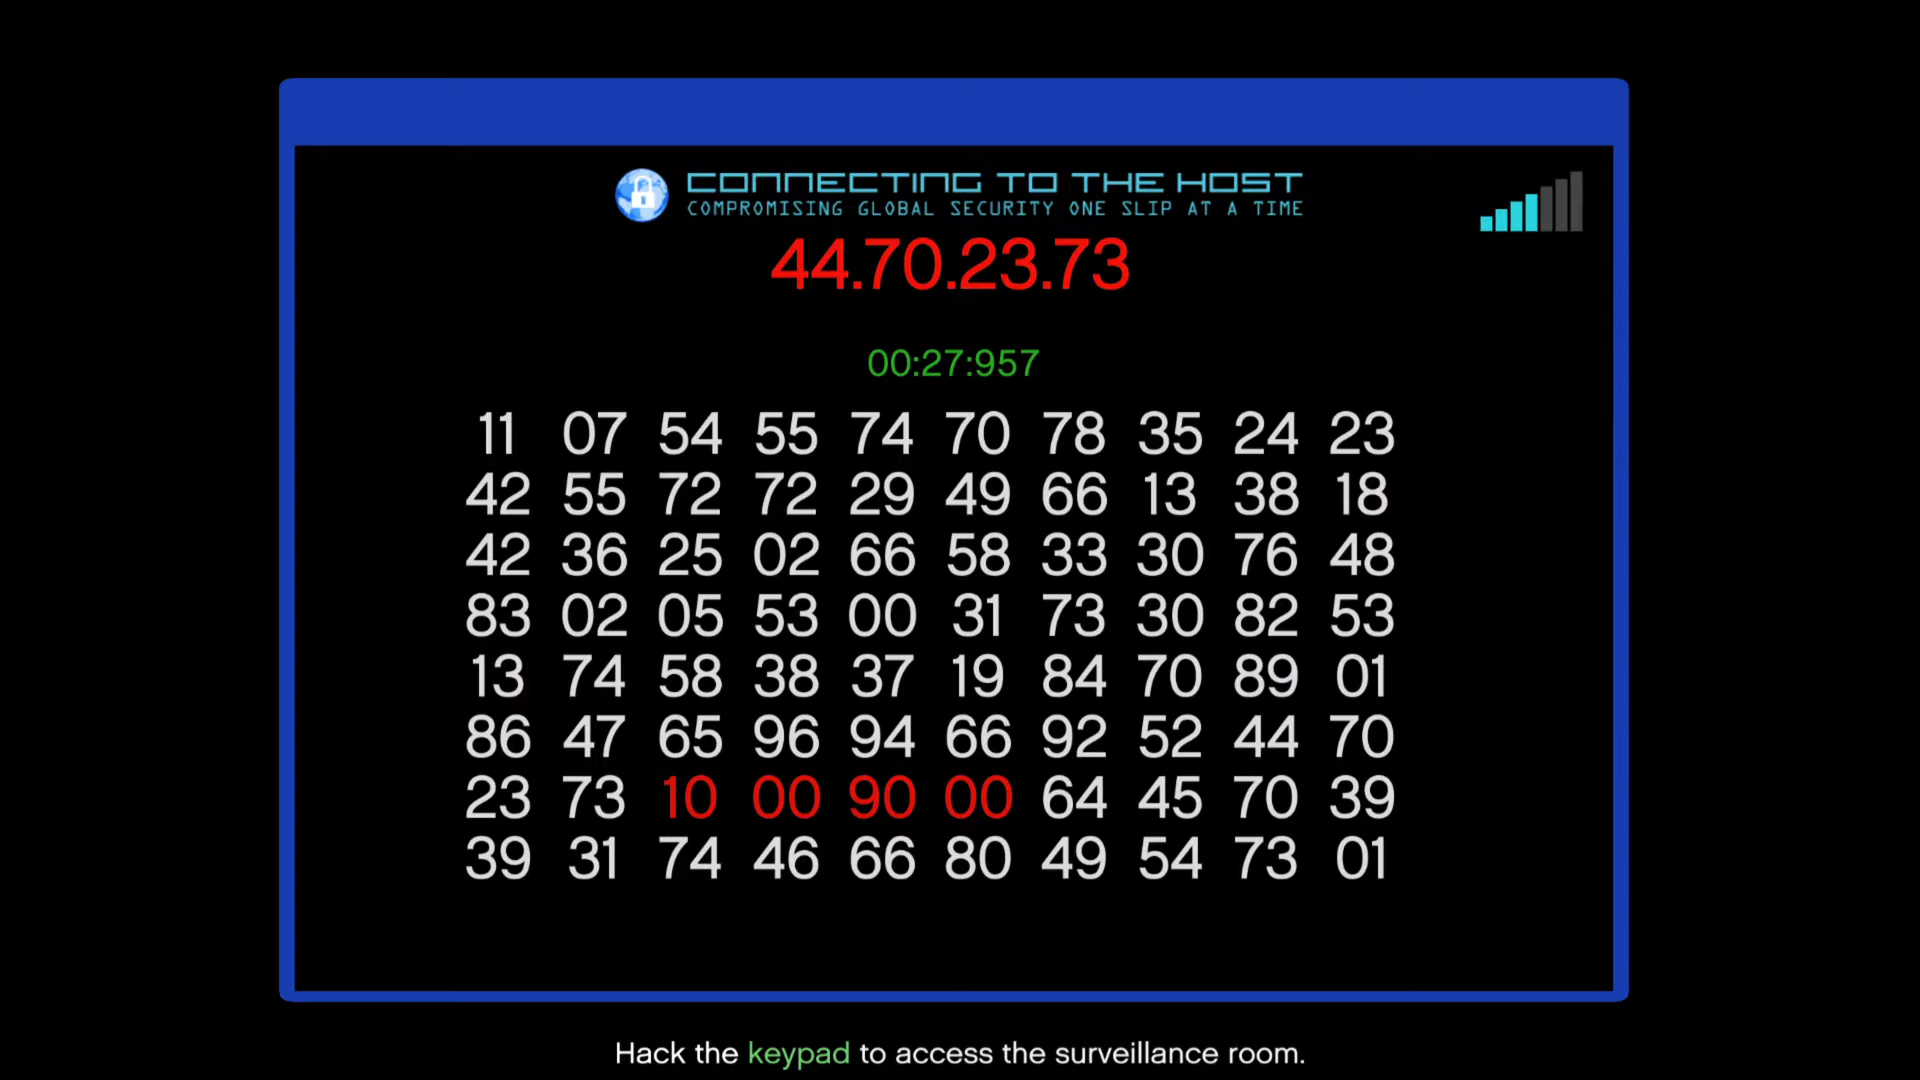 CONNECTING TO THE HOST
COMPROMISING GLOBAL SECURITY ONE SLIP AT A TIME
44.70.23.73
00:27:957
11 07 54 55 74 70 78 35 24 23
42 55 72 72 29 49 66 13 38 18
42 36 25 02 66 58 33 30 76 48
83 02 05 53 00 31 73 30 82 53
13 74 58 38 37 19 84 70 89 01
86 47 65 96 94 66 92 52 44 70
23 73 10 00 90 00 64 45 70 39
39 31 74 46 66 80 49 54 73 01
Hack the keypad to access the surveillance room.